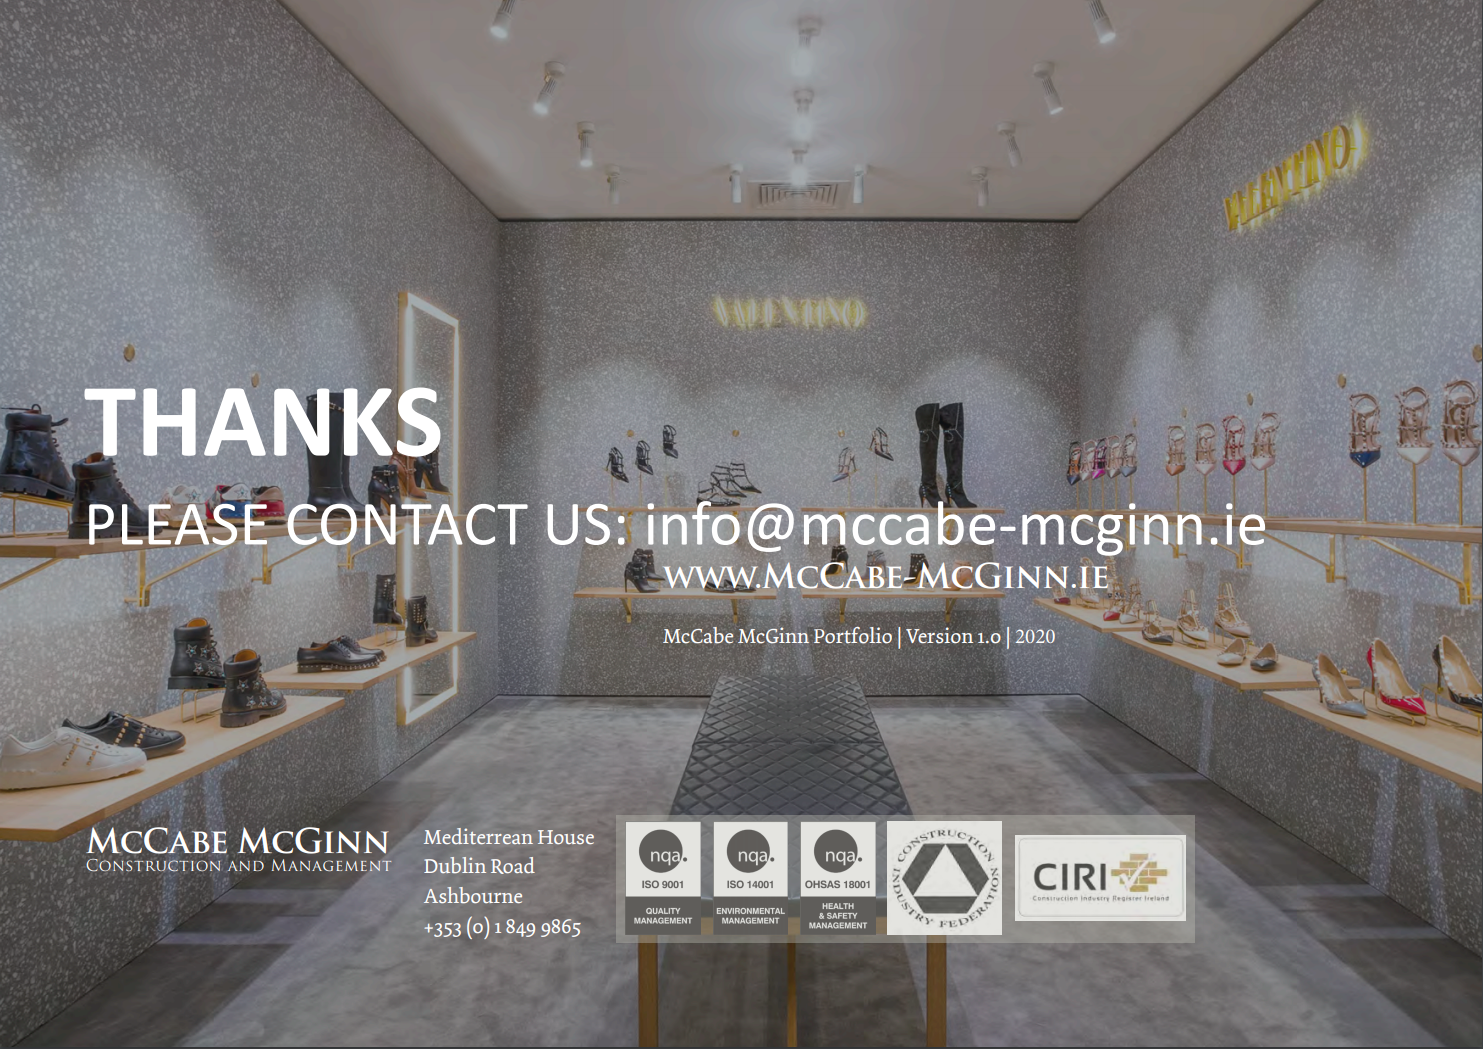 VALENTINO
VALENTINO
THANKS
PLEASE CONTACT US: info@mccabe-mcginn.ie
www.McCabe-McGinn.ie
McCabe McGinn Portfolio | Version 1.0 | 2020
McCabe McGinn
Construction and Management
Mediterrean House
Dublin Road
Ashbourne
+353 (0) 1 849 9865
nqa.
ISO 9001
QUALITY
MANAGEMENT
nqa.
ISO 14001
ENVIRONMENTAL
MANAGEMENT
nqa.
OHSAS 18001
HEALTH
& SAFETY
MANAGEMENT
CONSTRUCTION
INDUSTRY FEDERATION
CIRI
Construction Industry Register Ireland